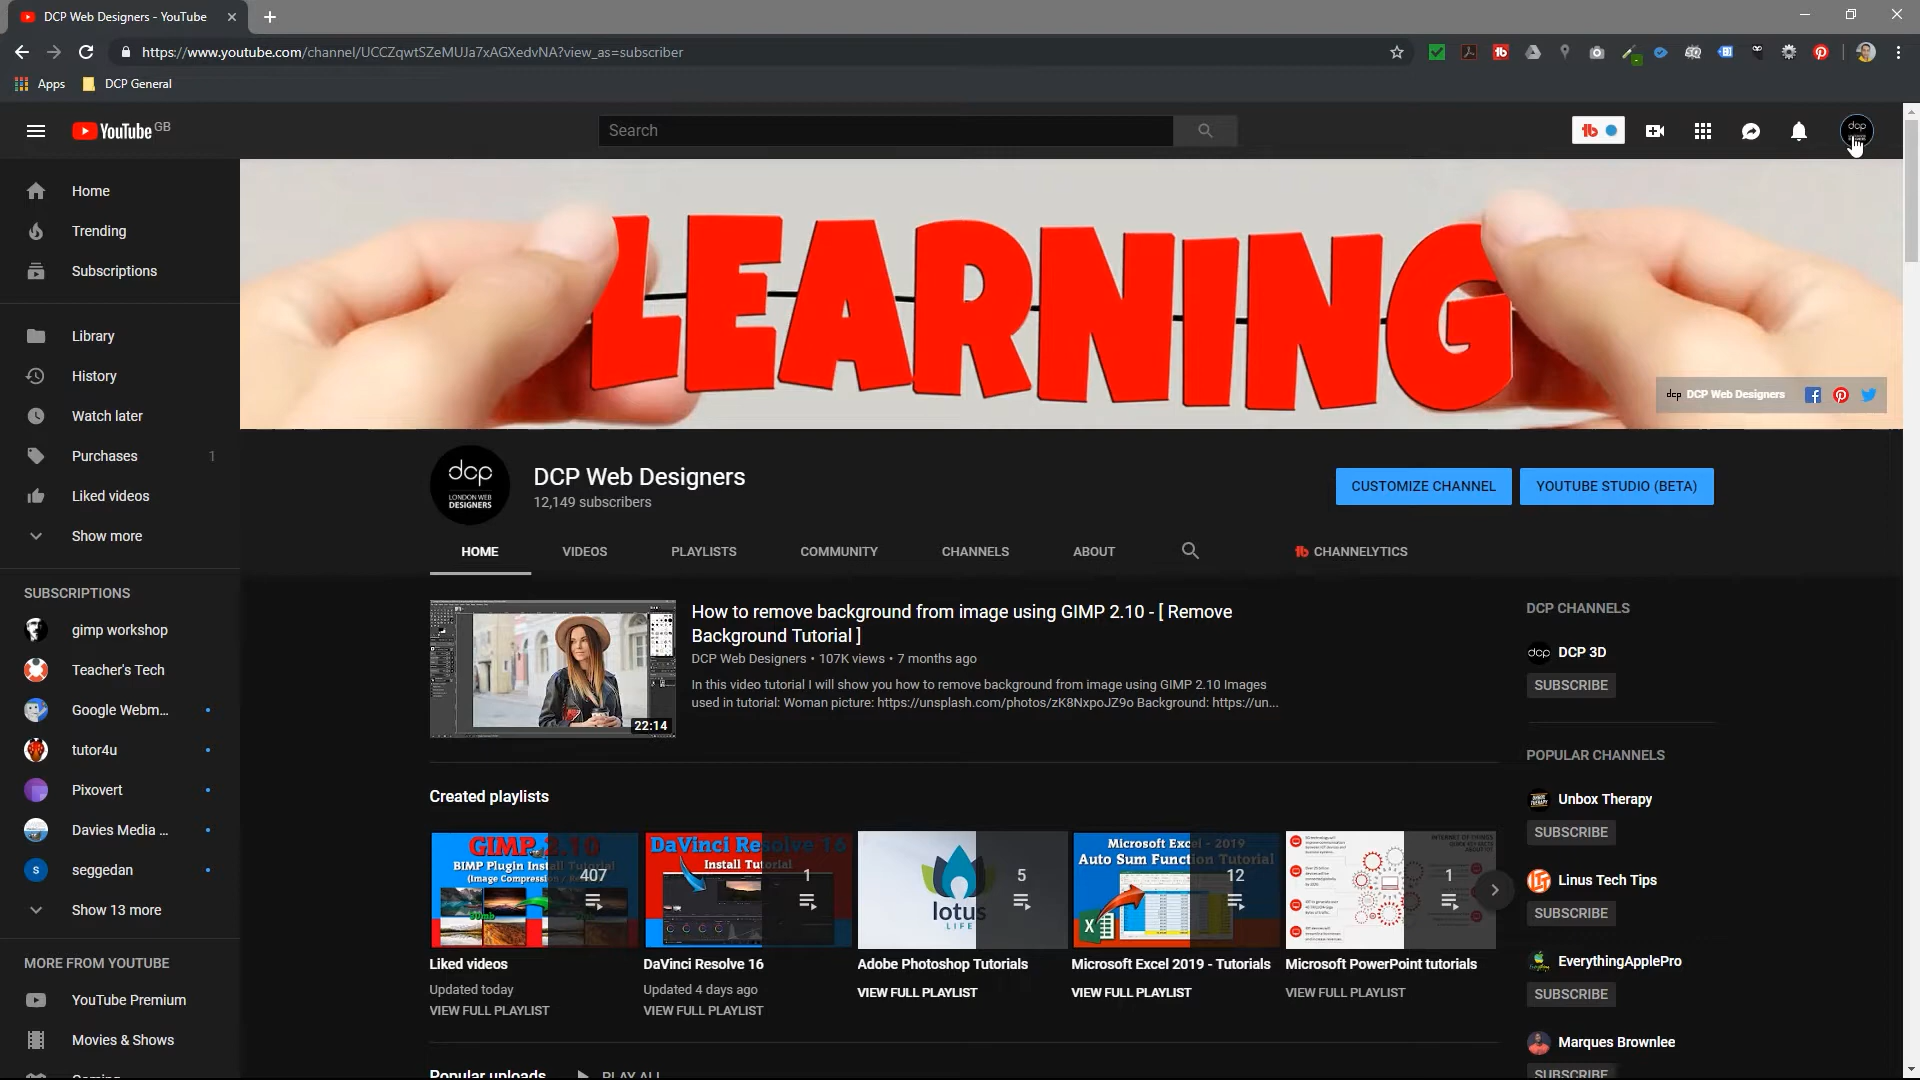 DCP Web Designers - YouTube
https://www.youtube.com/channel/UCCZqwtSZeMUJa7xAGXedvNA?view_as=subscriber
Apps
DCP General
YouTube GB
Search
Home
Trending
Subscriptions
Library
History
Watch later
Purchases 1
Liked videos
Show more
SUBSCRIPTIONS
gimp workshop
Teacher's Tech
Google Webm...
tutor4u
Pixovert
Davies Media ...
seggedan
Show 13 more
MORE FROM YOUTUBE
YouTube Premium
Movies & Shows
LEARNING
dcp DCP Web Designers
dcp
LONDON WEB
DESIGNERS
DCP Web Designers
12,149 subscribers
CUSTOMIZE CHANNEL
YOUTUBE STUDIO (BETA)
HOME
VIDEOS
PLAYLISTS
COMMUNITY
CHANNELS
ABOUT
CHANNELYTICS
22:14
How to remove background from image using GIMP 2.10 - [ Remove
Background Tutorial ]
DCP Web Designers • 107K views • 7 months ago
In this video tutorial I will show you how to remove background from image using GIMP 2.10 Images
used in tutorial: Woman picture: https://unsplash.com/photos/zK8NxpoJZ9o Background: https://un...
Created playlists
GIMP 2.10
BIMP Plugin Install Tutorial
407
Liked videos
Updated today
VIEW FULL PLAYLIST
DaVinci Resolve 16
Install Tutorial
1
DaVinci Resolve 16
Updated 4 days ago
VIEW FULL PLAYLIST
lotus
LIFE
5
Adobe Photoshop Tutorials
VIEW FULL PLAYLIST
Microsoft Excel - 2019
Auto Sum Function Tutorial
12
Microsoft Excel 2019 - Tutorials
VIEW FULL PLAYLIST
1
Microsoft PowerPoint tutorials
VIEW FULL PLAYLIST
Popular uploads
PLAY ALL
DCP CHANNELS
DCP 3D
SUBSCRIBE
POPULAR CHANNELS
Unbox Therapy
SUBSCRIBE
Linus Tech Tips
SUBSCRIBE
EverythingApplePro
SUBSCRIBE
Marques Brownlee
SUBSCRIBE